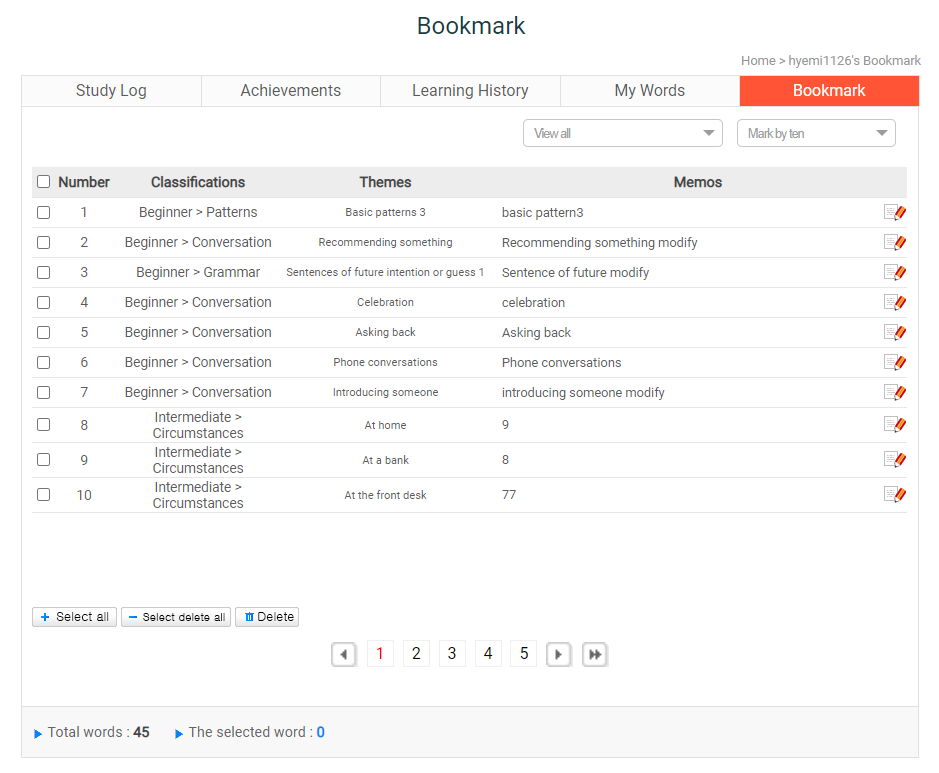 Bookmark
Home > hyemi1126's Bookmark
Study Log Achievements Learning History My Words Bookmark
View all Mark by ten
Number Classifications Themes Memos
1 Beginner > Patterns Basic patterns 3 basic pattern3
2 Beginner > Conversation Recommending something Recommending something modify
3 Beginner > Grammar Sentences of future intention or guess 1 Sentence of future modify
4 Beginner > Conversation Celebration celebration
5 Beginner > Conversation Asking back Asking back
6 Beginner > Conversation Phone conversations Phone conversations
7 Beginner > Conversation Introducing someone introducing someone modify
8 Intermediate >
Circumstances At home 9
9 Intermediate >
Circumstances At a bank 8
10 Intermediate >
Circumstances At the front desk 77
Select all Select delete all Delete
1 2 3 4 5
Total words : 45 The selected word : 0